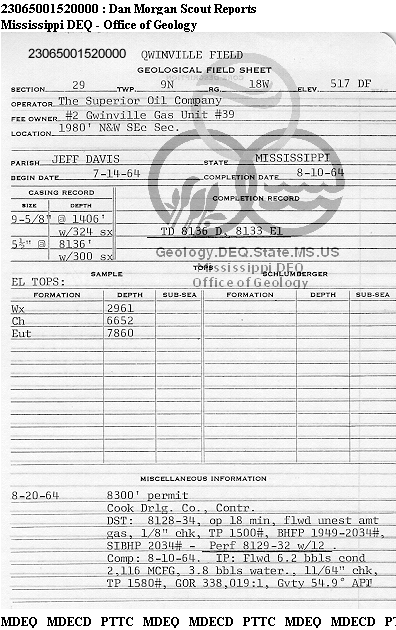 23065001520000 : Dan Morgan Scout Reports
Mississippi DEQ - Office of Geology
23065001520000 QWINVILLE FIELD
GEOLOGICAL FIELD SHEET
SECTION 29 TWP. 9N RG. 18W ELEV. 517 DF
OPERATOR The Superior Oil Company
FEE OWNER #2 Gwinville Gas Unit #39
LOCATION 1980' N&W SEc Sec.
PARISH JEFF DAVIS STATE MISSISSIPPI
BEGIN DATE 7-14-64 COMPLETION DATE 8-10-64
CASING RECORD COMPLETION RECORD
SIZE DEPTH
9-5/8" @ 1406'
w/324 sx TD 8136 D, 8133 El
5½" @ 8136'
w/300 sx Geology.DEQ.State.MS.US
Mississippi DEQ
SAMPLE TOPS SCHLUMBERGER
EL TOPS: Office of Geology
FORMATION DEPTH SUB-SEA FORMATION DEPTH SUB-SEA
Wx 2961
Ch 6652
Eut 7860
MISCELLANEOUS INFORMATION
8-20-64 8300' permit
Cook Drlg. Co., Contr.
DST: 8128-34, op 18 min, flwd unest amt
gas, 1/8" chk, TP 1500#, BHFP 1949-2034#,
SIBHP 2034# - Perf 8129-32 w/12 .
Comp: 8-10-64. IP: Flwd 6.2 bbls cond
2,116 MCFG, 3.8 bbls water., 11/64" chk,
TP 1580#, GOR 338,019:1, Gvty 54.9° API
MDEQ MDECD PTTC MDEQ MDECD PTTC MDEQ MDECD PT